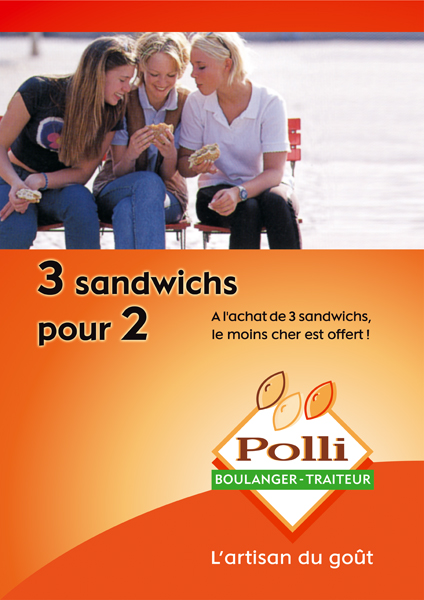 3 sandwichs
pour 2
A l'achat de 3 sandwichs,
le moins cher est offert !
Polli
BOULANGER-TRAITEUR
L'artisan du goût